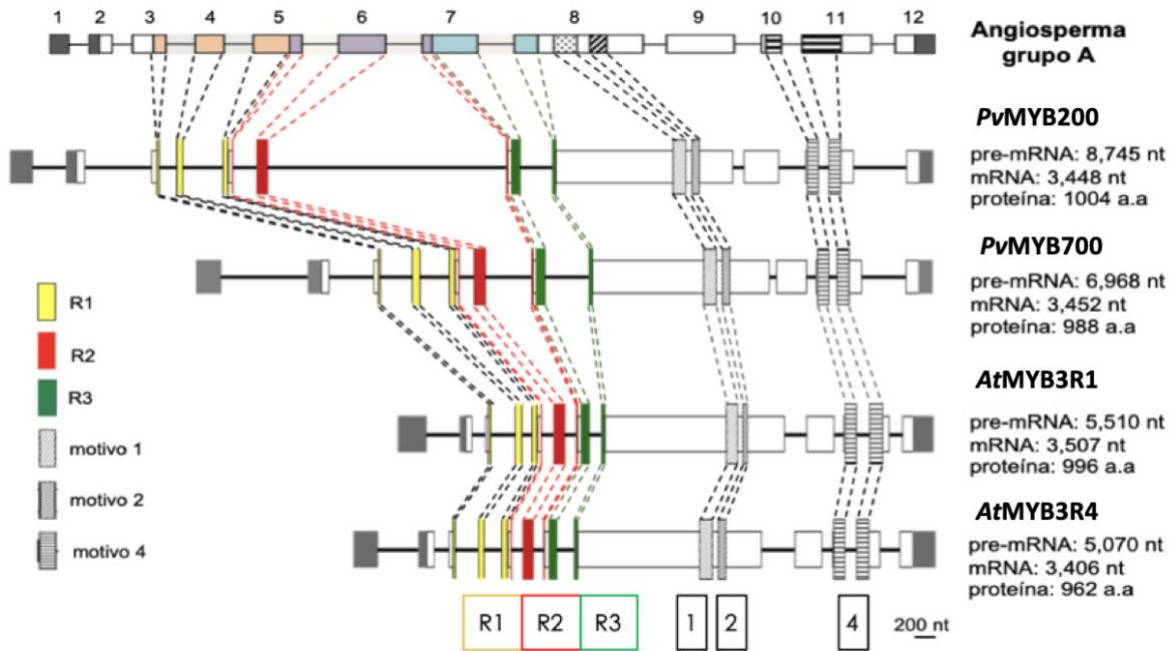 1 2 3 4 5 6 7 8 9 10 11 12
Angiosperma
grupo A
PvMYB200
pre-mRNA: 8,745 nt
mRNA: 3,448 nt
proteína: 1004 a.a
PvMYB700
pre-mRNA: 6,968 nt
mRNA: 3,452 nt
proteína: 988 a.a
R1
R2
R3
motivo 1
motivo 2
motivo 4
AtMYB3R1
pre-mRNA: 5,510 nt
mRNA: 3,507 nt
proteína: 996 a.a
AtMYB3R4
pre-mRNA: 5,070 nt
mRNA: 3,406 nt
proteína: 962 a.a
R1 R2 R3 1 2 4 200 nt